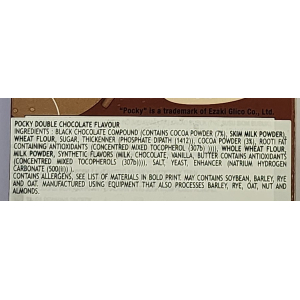 "Pocky" is a trademark of Ezaki Glico Co., Ltd.
POCKY DOUBLE CHOCOLATE FLAVOUR
INGREDIENTS : BLACK CHOCOLATE COMPOUND (CONTAINS COCOA POWDER (7%), SKIM MILK POWDER),
WHEAT FLOUR, SUGAR, THICKENNER (PHOSPHATE DIPATH (1412)), COCOA POWDER (3%), ROOTI FAT
CONTAINING ANTIOXIDANTS (CONCENTRED MIXED TOCOPHEROL (307b) )))), WHOLE WHEAT FLOUR,
MILK POWDER, SYNTHETIC FLAVORS (MILK, CHOCOLATE, VANILLA, BUTTER CONTAINS ANTIOXIDANTS
(CONCENTRED MIXED TOCOPHEROLS (307b)))), SALT, YEAST, ENHANCER (NATRIUM HYDROGEN
CARBONATE (500(ii)) ).
CONTAINS ALLERGENS, SEE LIST OF MATERIALS IN BOLD PRINT. MAY CONTAINS SOYBEAN, BARLEY, RYE
AND OAT. MANUFACTURED USING EQUIPMENT THAT ALSO PROCESSES BARLEY, RYE, OAT, NUT AND
ALMONDS.